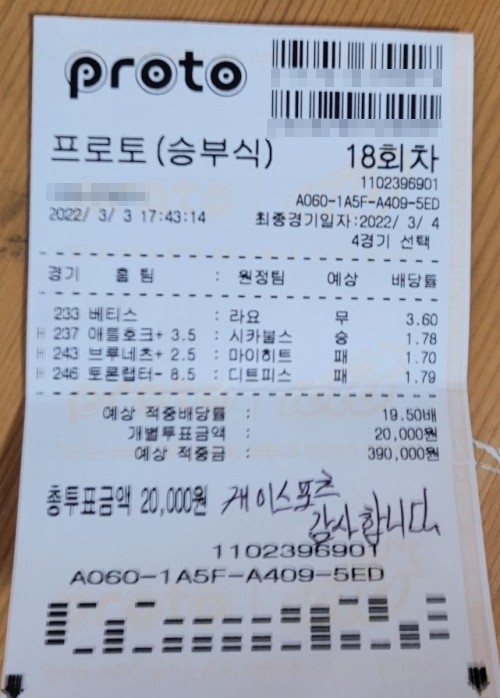 proto
프로토(승부식) 18회차
1102396901
A060-1A5F-A409-5ED
2022/ 3/ 3 17:43:14 최종경기일자:2022/ 3/ 4
4경기 선택
경기 홈팀 : 원정팀 예상 배당률
233 베티스 : 라요 무 3.60
H 237 애틀호크+ 3.5 : 시카불스 승 1.78
H 243 브루네츠+ 2.5 : 마이히트 패 1.70
H 246 토론랩터- 8.5 : 디트피스 패 1.79
예상 적중배당률 : 19.50배
개별투표금액 : 20,000원
예상 적중금 : 390,000원
총투표금액 20,000원 케이스포츠
감사합니다
1102396901
A060-1A5F-A409-5ED